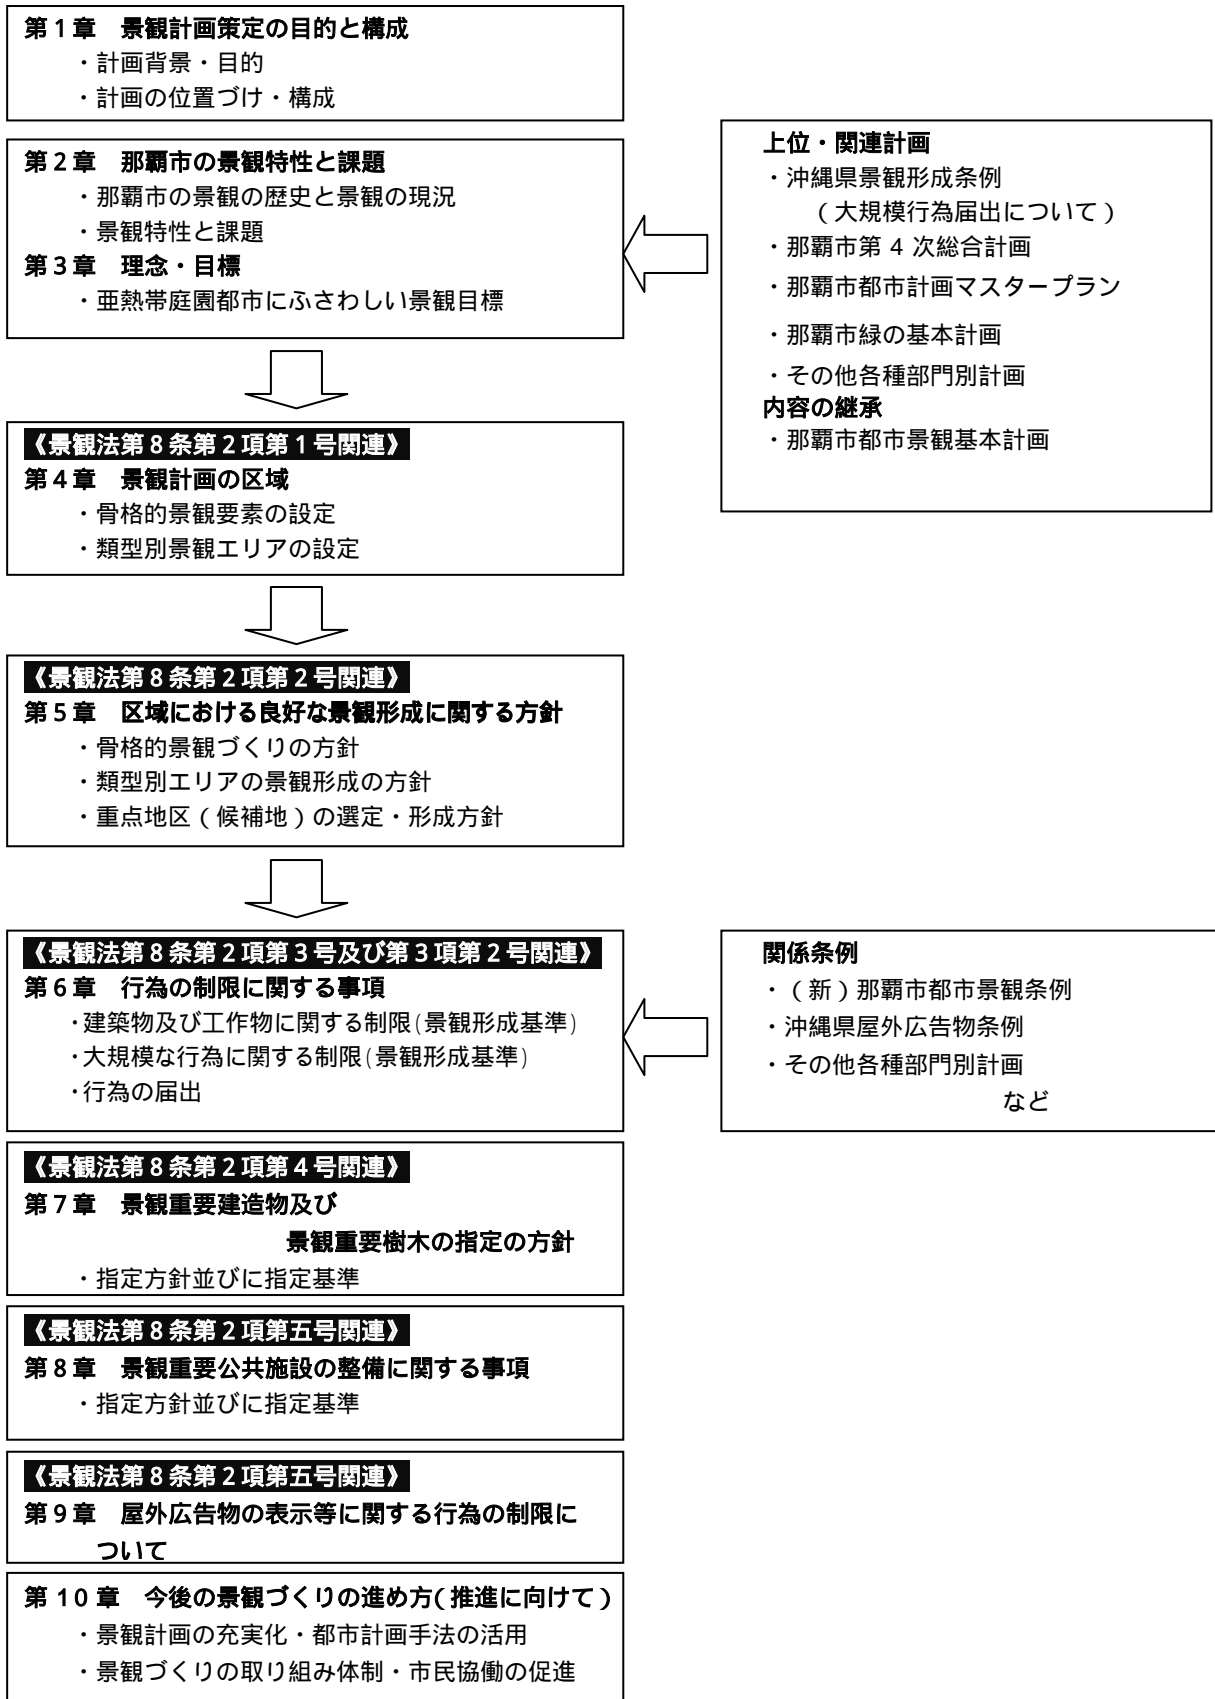 第1章　景観計画策定の目的と構成
・計画背景・目的
・計画の位置づけ・構成
第2章　那覇市の景観特性と課題
・那覇市の景観の歴史と景観の現況
・景観特性と課題
第3章　理念・目標
・亜熱帯庭園都市にふさわしい景観目標
上位・関連計画
・沖縄県景観形成条例
（大規模行為届出について）
・那覇市第4次総合計画
・那覇市都市計画マスタープラン
・那覇市緑の基本計画
・その他各種部門別計画
内容の継承
・那覇市都市景観基本計画
《景観法第8条第2項第1号関連》
第4章　景観計画の区域
・骨格的景観要素の設定
・類型別景観エリアの設定
《景観法第8条第2項第2号関連》
第5章　区域における良好な景観形成に関する方針
・骨格的景観づくりの方針
・類型別エリアの景観形成の方針
・重点地区（候補地）の選定・形成方針
《景観法第8条第2項第3号及び第3項第2号関連》
第6章　行為の制限に関する事項
・建築物及び工作物に関する制限(景観形成基準)
・大規模な行為に関する制限(景観形成基準)
・行為の届出
関係条例
・（新）那覇市都市景観条例
・沖縄県屋外広告物条例
・その他各種部門別計画
など
《景観法第8条第2項第4号関連》
第7章　景観重要建造物及び
景観重要樹木の指定の方針
・指定方針並びに指定基準
《景観法第8条第2項第五号関連》
第8章　景観重要公共施設の整備に関する事項
・指定方針並びに指定基準
《景観法第8条第2項第五号関連》
第9章　屋外広告物の表示等に関する行為の制限に
ついて
第10章　今後の景観づくりの進め方(推進に向けて)
・景観計画の充実化・都市計画手法の活用
・景観づくりの取り組み体制・市民協働の促進